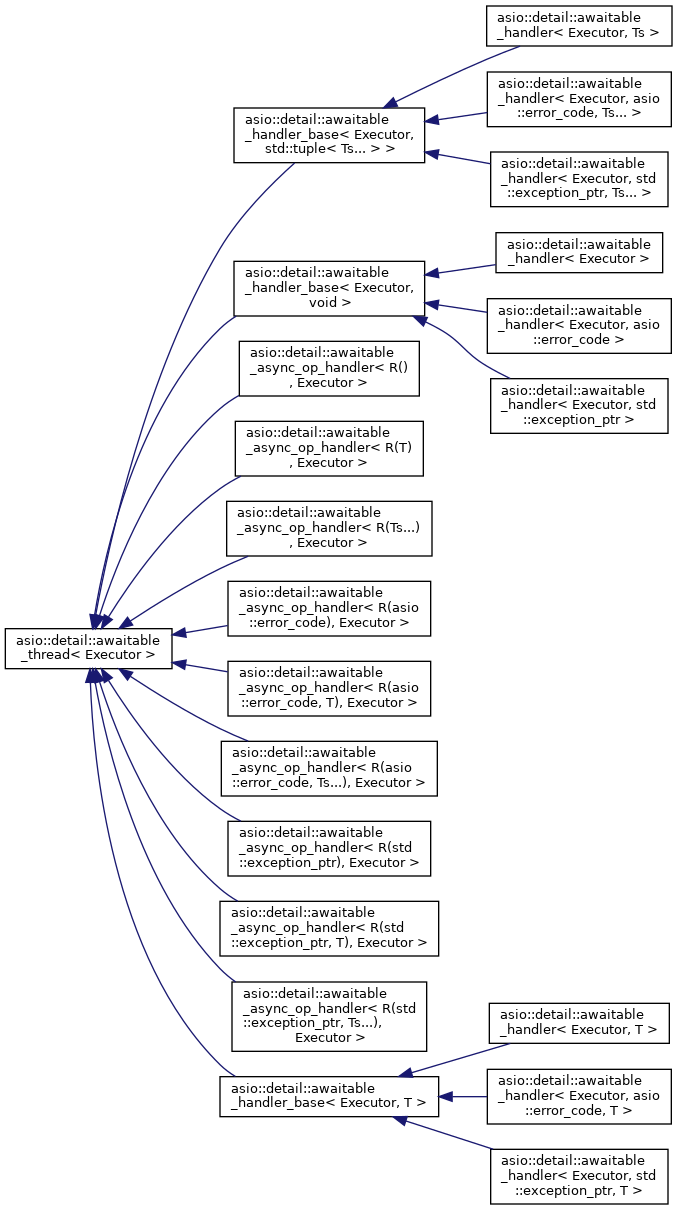 asio::detail::awaitable
_handler< Executor, Ts >
asio::detail::awaitable
_handler< Executor, asio
::error_code, Ts... >
asio::detail::awaitable
_handler_base< Executor,
std::tuple< Ts... > >
asio::detail::awaitable
_handler< Executor, std
::exception_ptr, Ts... >
asio::detail::awaitable
_handler< Executor >
asio::detail::awaitable
_handler_base< Executor,
void >
asio::detail::awaitable
_handler< Executor, asio
::error_code >
asio::detail::awaitable
_async_op_handler< R()
, Executor >
asio::detail::awaitable
_handler< Executor, std
::exception_ptr >
asio::detail::awaitable
_async_op_handler< R(T)
, Executor >
asio::detail::awaitable
_async_op_handler< R(Ts...)
, Executor >
asio::detail::awaitable
_async_op_handler< R(asio
::error_code), Executor >
asio::detail::awaitable
_thread< Executor >
asio::detail::awaitable
_async_op_handler< R(asio
::error_code, T), Executor >
asio::detail::awaitable
_async_op_handler< R(asio
::error_code, Ts...), Executor >
asio::detail::awaitable
_async_op_handler< R(std
::exception_ptr), Executor >
asio::detail::awaitable
_async_op_handler< R(std
::exception_ptr, T), Executor >
asio::detail::awaitable
_async_op_handler< R(std
::exception_ptr, Ts...),
Executor >
asio::detail::awaitable
_handler< Executor, T >
asio::detail::awaitable
_handler_base< Executor, T >
asio::detail::awaitable
_handler< Executor, asio
::error_code, T >
asio::detail::awaitable
_handler< Executor, std
::exception_ptr, T >